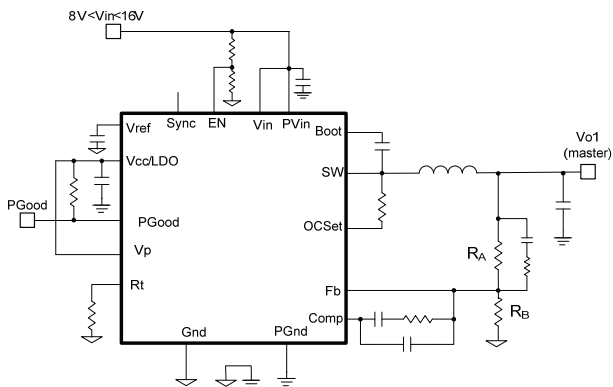 8V<Vin<16V
Sync
EN
Vin
PVin
Vref
Boot
Vcc/LDO
SW
Vo1
(master)
PGood
PGood
OCSet
Vp
RA
Rt
Fb
RB
Comp
Gnd
PGnd